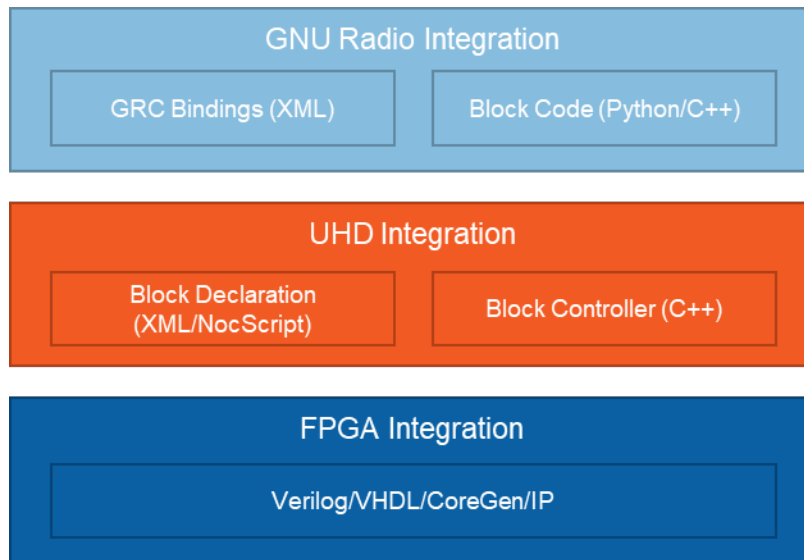 GNU Radio Integration
GRC Bindings (XML)
Block Code (Python/C++)
UHD Integration
Block Declaration
(XML/NocScript)
Block Controller (C++)
FPGA Integration
Verilog/VHDL/CoreGen/IP